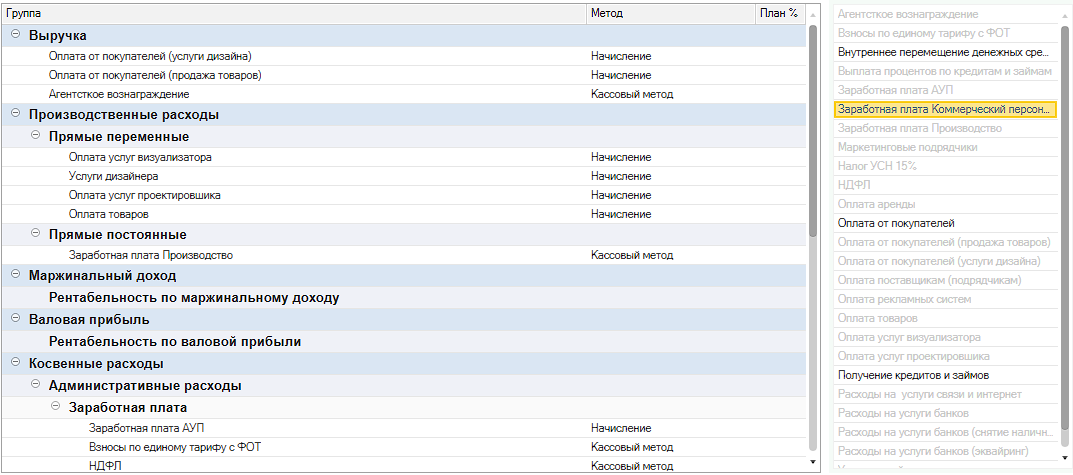 Группа Метод План %
Выручка
Оплата от покупателей (услуги дизайна) Начисление
Оплата от покупателей (продажа товаров) Начисление
Агентсткое вознаграждение Кассовый метод
Производственные расходы
Прямые переменные
Оплата услуг визуализатора Начисление
Услуги дизайнера Начисление
Оплата услуг проектировшика Начисление
Оплата товаров Начисление
Прямые постоянные
Заработная плата Производство Кассовый метод
Маржинальный доход
Рентабельность по маржинальному доходу
Валовая прибыль
Рентабельность по валовой прибыли
Косвенные расходы
Административные расходы
Заработная плата
Заработная плата АУП Начисление
Взносы по единому тарифу с ФОТ Кассовый метод
НДФЛ Кассовый метод
Агентсткое вознаграждение
Взносы по единому тарифу с ФОТ
Внутреннее перемещение денежных сре...
Выплата процентов по кредитам и займам
Заработная плата АУП
Заработная плата Коммерческий персон...
Заработная плата Производство
Маркетинговые подрядчики
Налог УСН 15%
НДФЛ
Оплата аренды
Оплата от покупателей
Оплата от покупателей (продажа товаров)
Оплата от покупателей (услуги дизайна)
Оплата поставщикам (подрядчикам)
Оплата рекламных систем
Оплата товаров
Оплата услуг визуализатора
Оплата услуг проектировшика
Получение кредитов и займов
Расходы на услуги связи и интернет
Расходы на услуги банков
Расходы на услуги банков (снятие наличн...
Расходы на услуги банков (эквайринг)